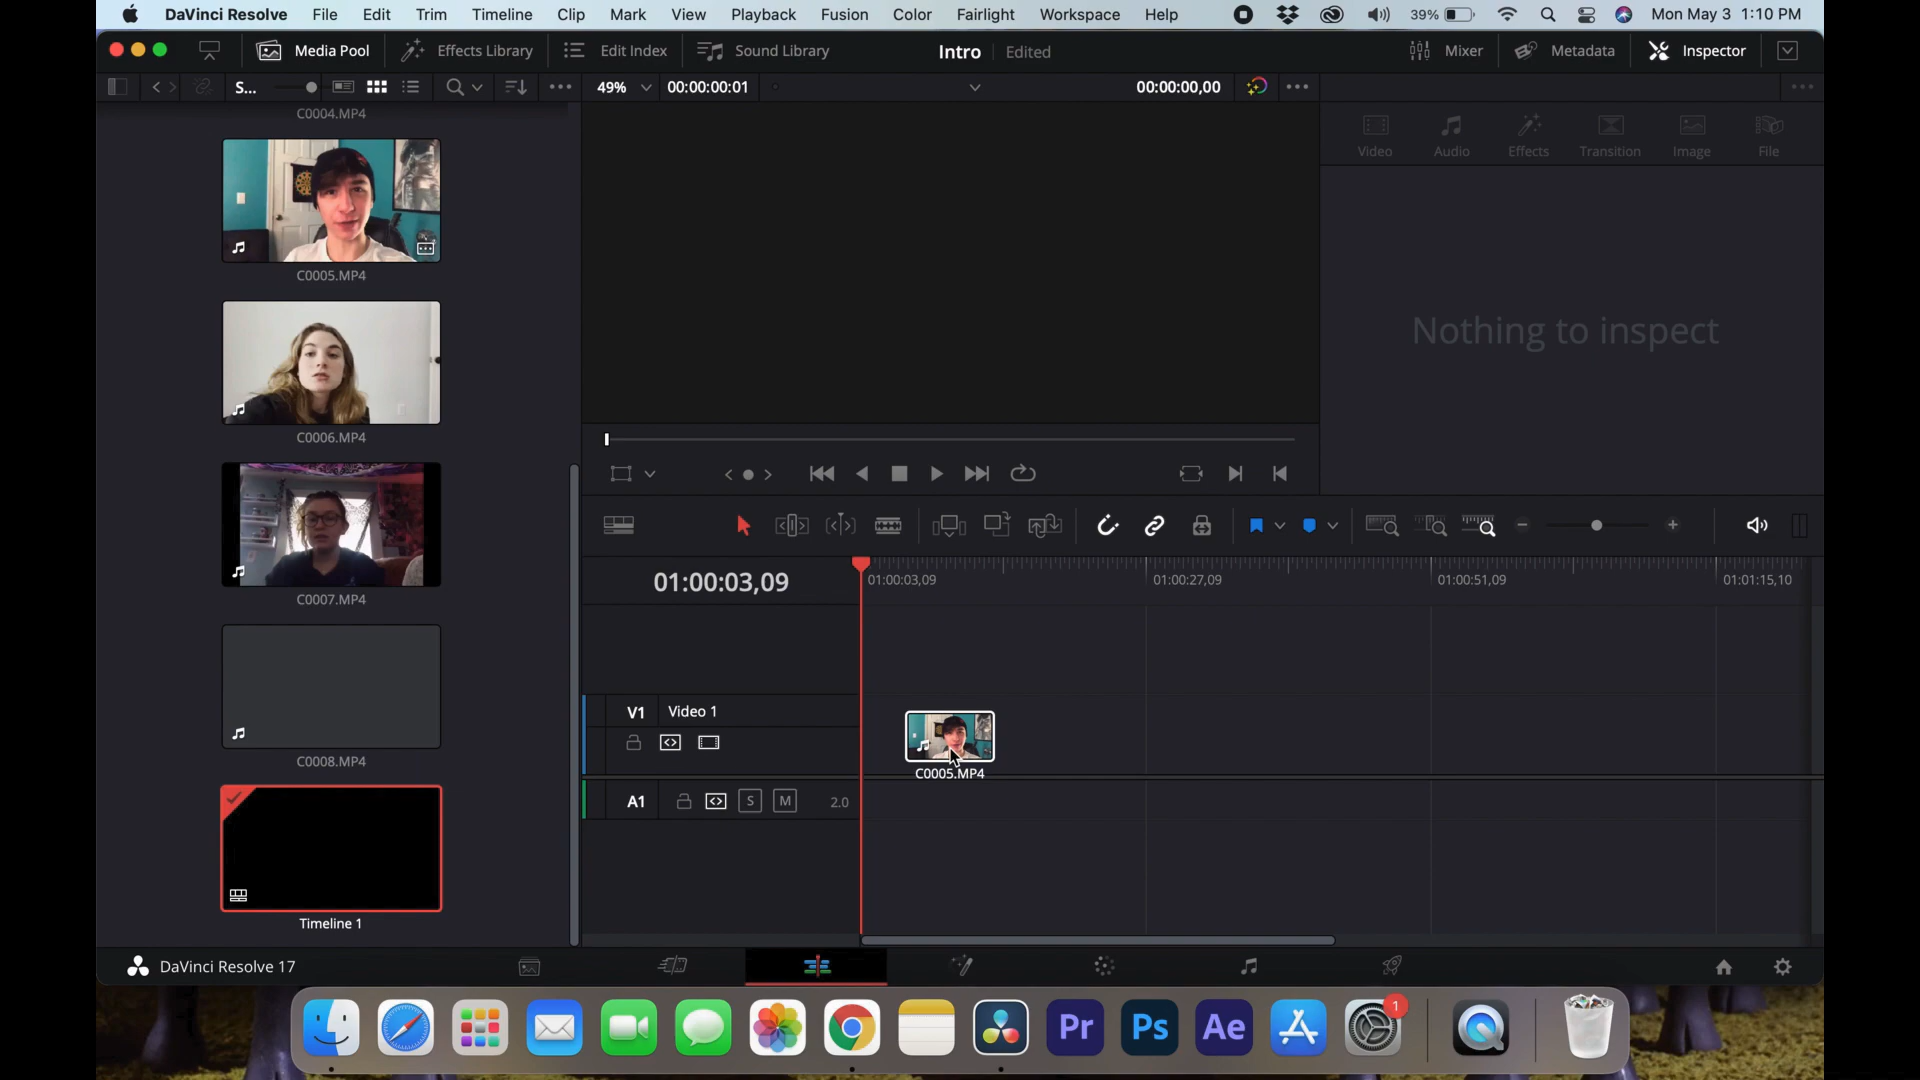 DaVinci Resolve File Edit Trim Timeline Clip Mark View Playback Fusion Color Fairlight Workspace Help 39% Mon May 3 1:10 PM
Media Pool Effects Library Edit Index Sound Library Intro Edited Mixer Metadata Inspector
S... 49% 00:00:00:01 00:00:00,00
C0004.MP4
Video Audio Effects Transition Image File
C0005.MP4
Nothing to inspect
C0006.MP4
C0007.MP4
01:00:03,09
01:00:03,09 01:00:27,09 01:00:51,09 01:01:15,10
V1 Video 1
C0008.MP4
C0005.MP4
A1 S M 2.0
Timeline 1
DaVinci Resolve 17
1
Pr Ps Ae